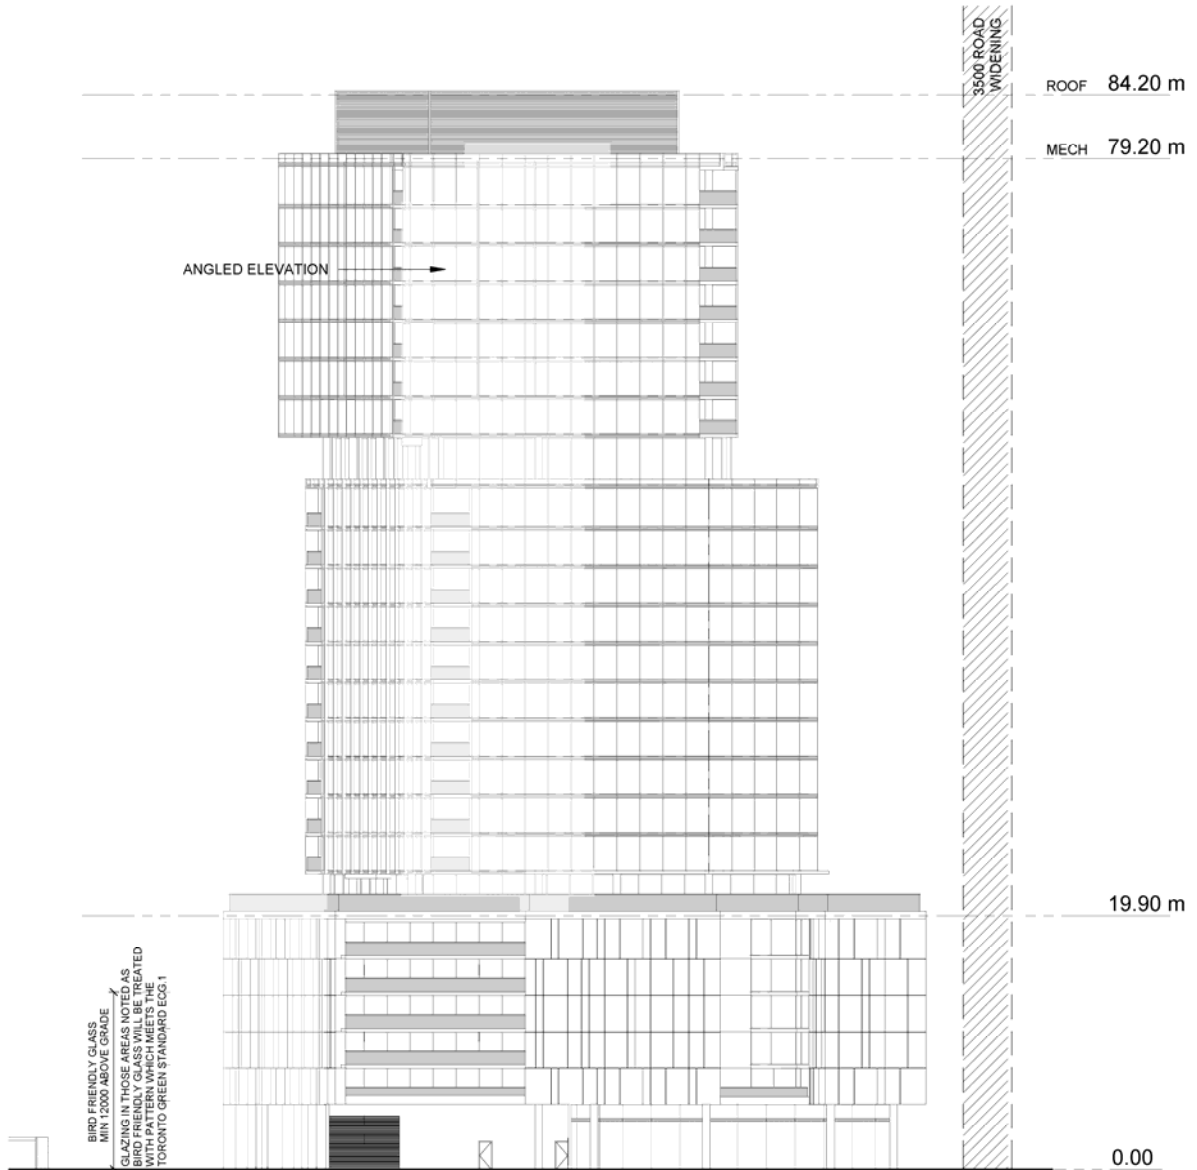 3500 ROAD
WIDENING
ROOF 84.20 m
MECH 79.20 m
ANGLED ELEVATION
19.90 m
BIRD FRIENDLY GLASS
MIN 12000 ABOVE GRADE
GLAZING IN THOSE AREAS NOTED AS
BIRD FRIENDLY GLASS WILL BE TREATED
WITH PATTERN WHICH MEETS THE
TORONTO GREEN STANDARD ECG.1
0.00